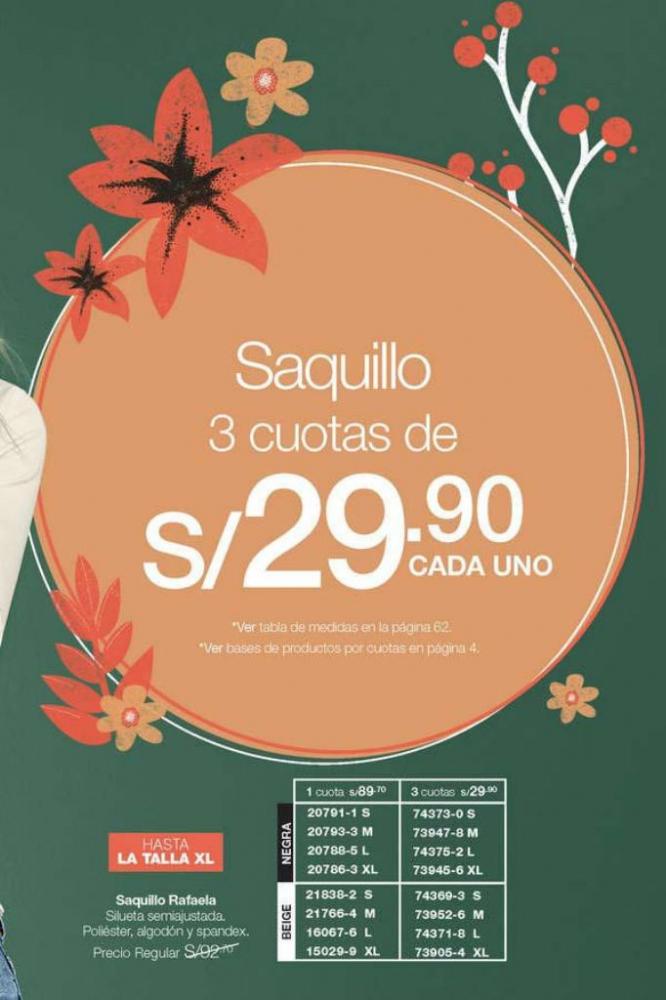 Saquillo
3 cuotas de
S/29.90
CADA UNO
*Ver tabla de medidas en la página 62.
*Ver bases de productos por cuotas en página 4.
1 cuota s/89.70 3 cuotas s/29.90
NEGRA
20791-1 S 74373-0 S
20793-3 M 73947-8 M
20788-5 L 74375-2 L
20786-3 XL 73945-6 XL
BEIGE
21838-2 S 74369-3 S
21766-4 M 73952-6 M
16067-6 L 74371-8 L
15029-9 XL 73905-4 XL
HASTA
LA TALLA XL
Saquillo Rafaela
Silueta semiajustada.
Poliéster, algodón y spandex.
Precio Regular